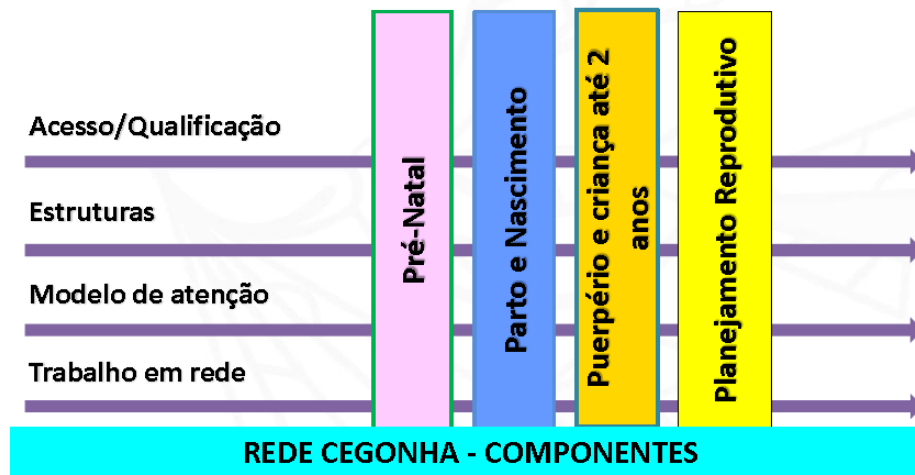 Acesso/Qualificação
Estruturas
Modelo de atenção
Trabalho em rede
Pré-Natal
Parto e Nascimento
Puerpério e criança até 2
anos
Planejamento Reprodutivo
REDE CEGONHA - COMPONENTES